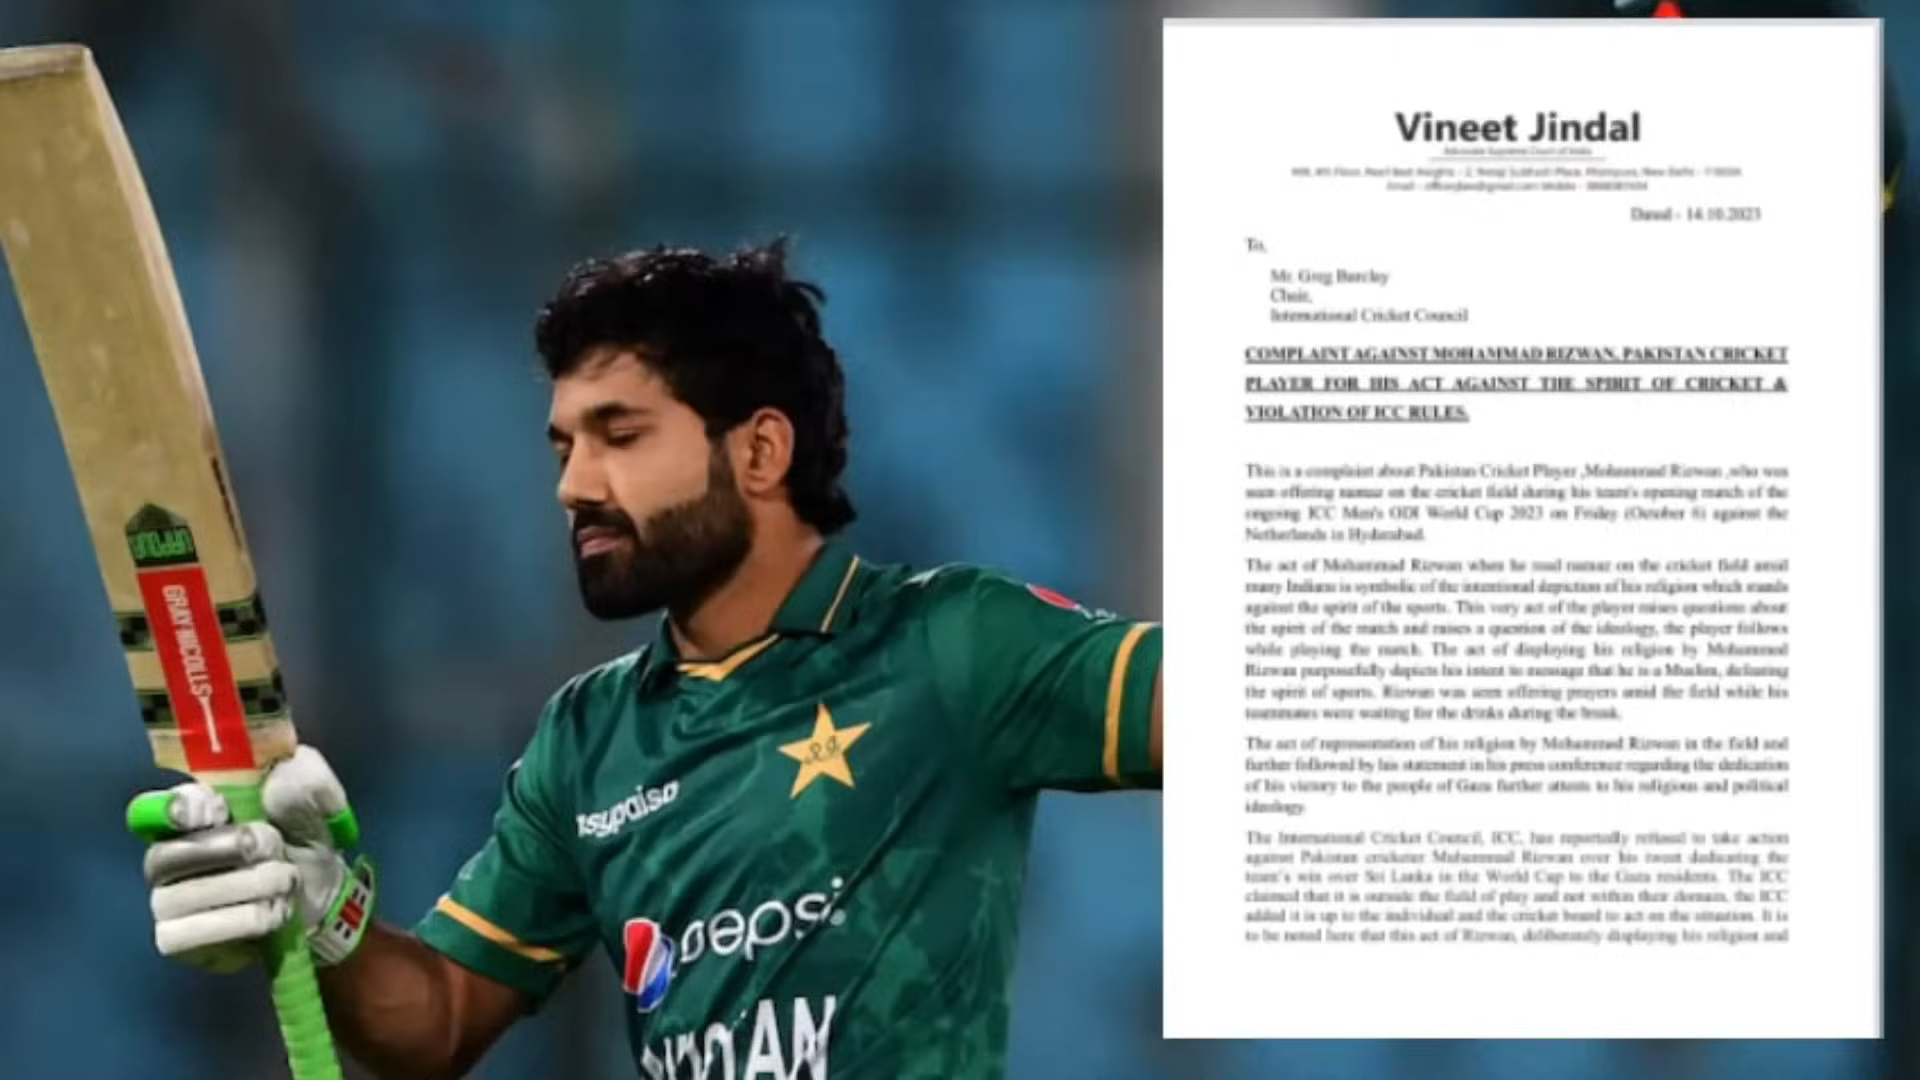 GRAY NICOLLS
asypaisa
pepsi
Vineet Jindal
Advocate Supreme Court of India
Dated - 14.10.2023
To,
Mr. Greg Barclay
Chair,
International Cricket Council
COMPLAINT AGAINST MOHAMMAD RIZWAN, PAKISTAN CRICKET
PLAYER FOR HIS ACT AGAINST THE SPIRIT OF CRICKET &
VIOLATION OF ICC RULES.
This is a complaint about Pakistan Cricket Player ,Mohammad Rizwan ,who was
seen offering namaz on the cricket field during his team's opening match of the
ongoing ICC Men's ODI World Cup 2023 on Friday (October 6) against the
Netherlands in Hyderabad.
The act of Mohammad Rizwan when he read namaz on the cricket field amid
many Indians is symbolic of the intentional depiction of his religion which stands
against the spirit of the sports. This very act of the player raises questions about
the spirit of the match and raises a question of the ideology, the player follows
while playing the match. The act of displaying his religion by Mohammed
Rizwan purposefully depicts his intent to message that he is a Muslim, defeating
the spirit of sports. Rizwan was seen offering prayers amid the field while his
teammates were waiting for the drinks during the break.
The act of representation of his religion by Mohammad Rizwan in the field and
further followed by his statement in his press conference regarding the dedication
of his victory to the people of Gaza further attests to his religious and political
ideology.
The International Cricket Council, ICC, has reportedly refused to take action
against Pakistan cricketer Mohammad Rizwan over his tweet dedicating the
team's win over Sri Lanka in the World Cup to the Gaza residents. The ICC
claimed that it is outside the field of play and not within their domain, the ICC
added it is up to the individual and the cricket board to act on the situation. It is
to be noted here that this act of Rizwan, deliberately displaying his religion and